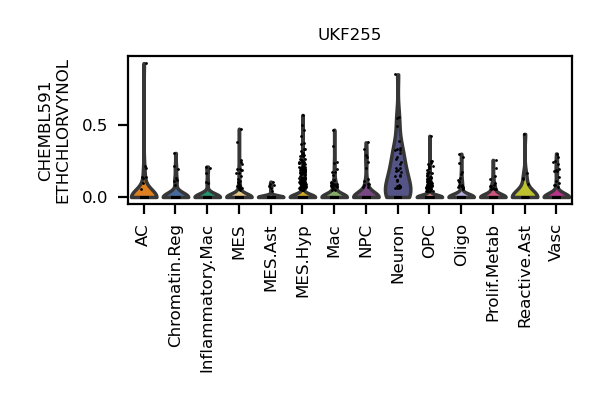 UKF255
CHEMBL591
ETHCHLORVYNOL
0.5
0.0
AC
Chromatin.Reg
Inflammatory.Mac
MES
MES.Ast
MES.Hyp
Mac
NPC
Neuron
OPC
Oligo
Prolif.Metab
Reactive.Ast
Vasc